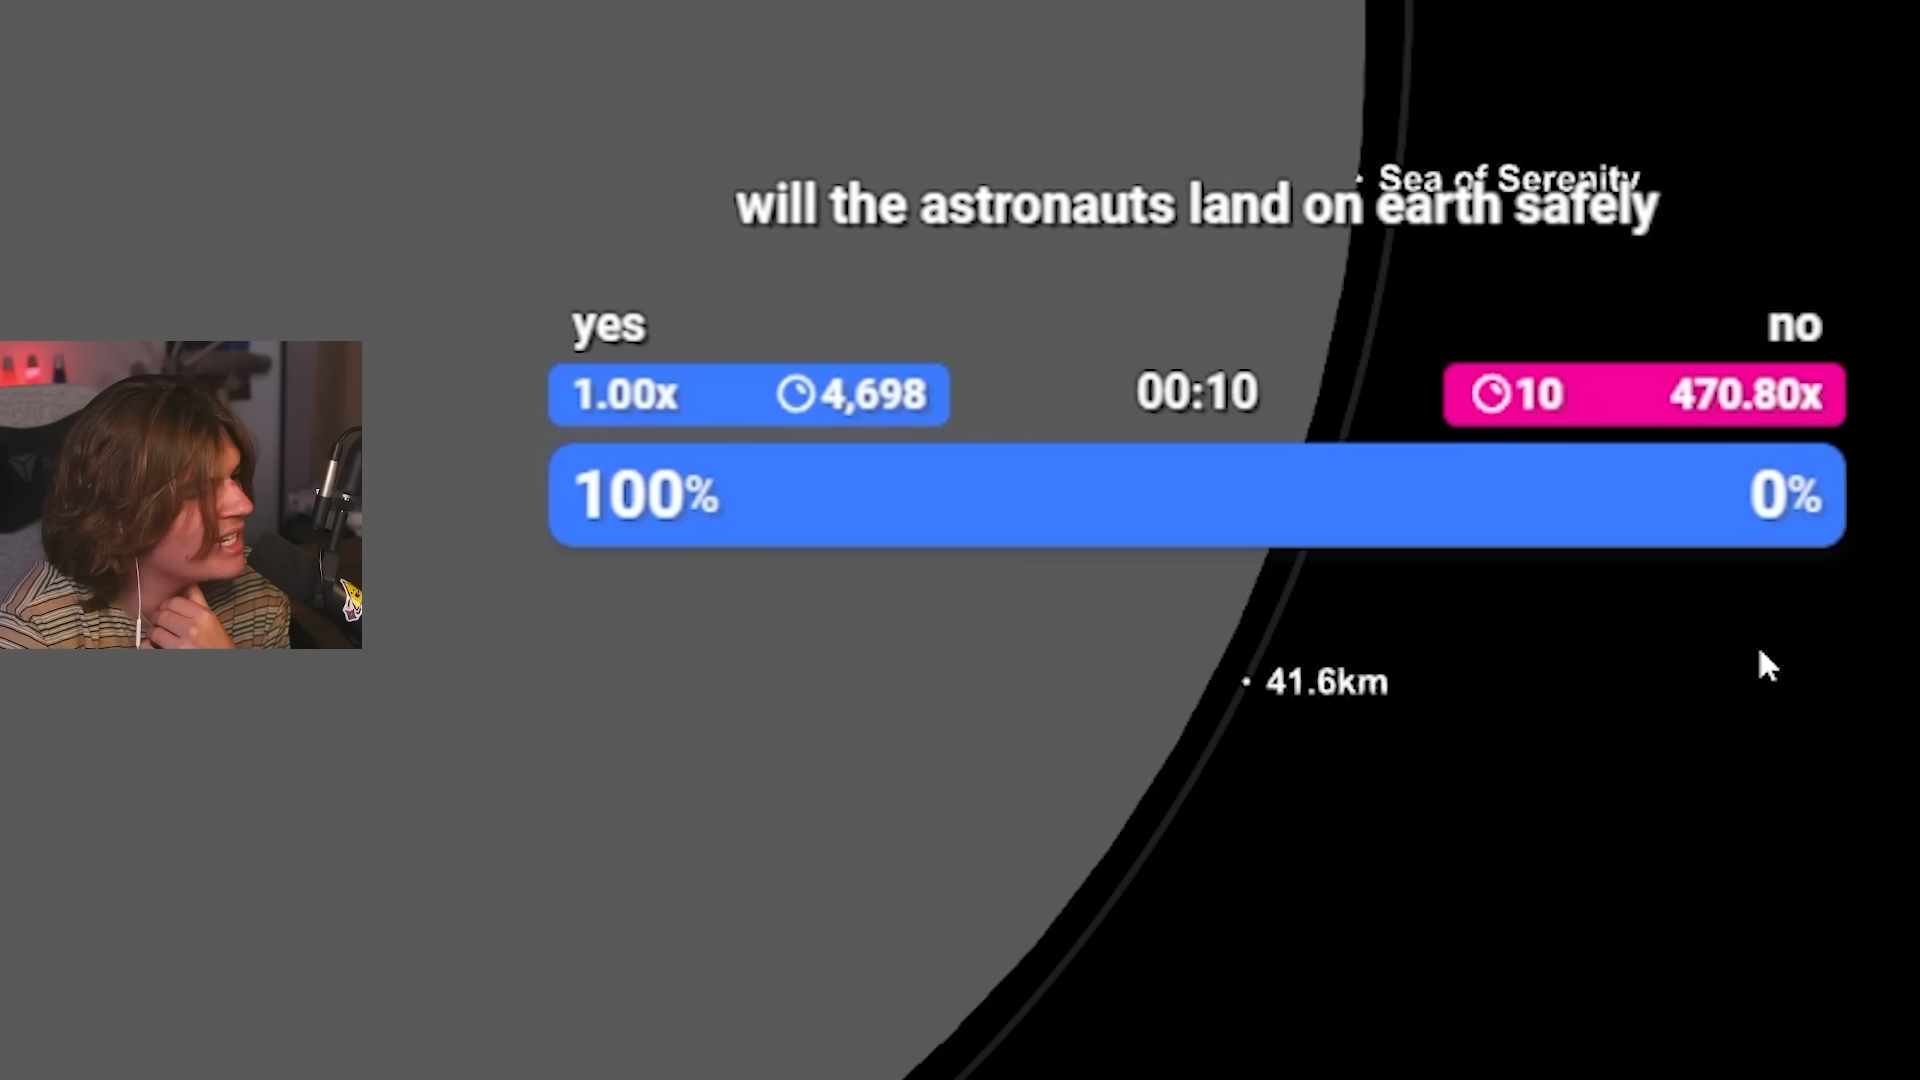 Sea of Serenity
will the astronauts land on earth safely
yes
no
1.00x
4,698
00:10
10
470.80x
100%
0%
41.6km